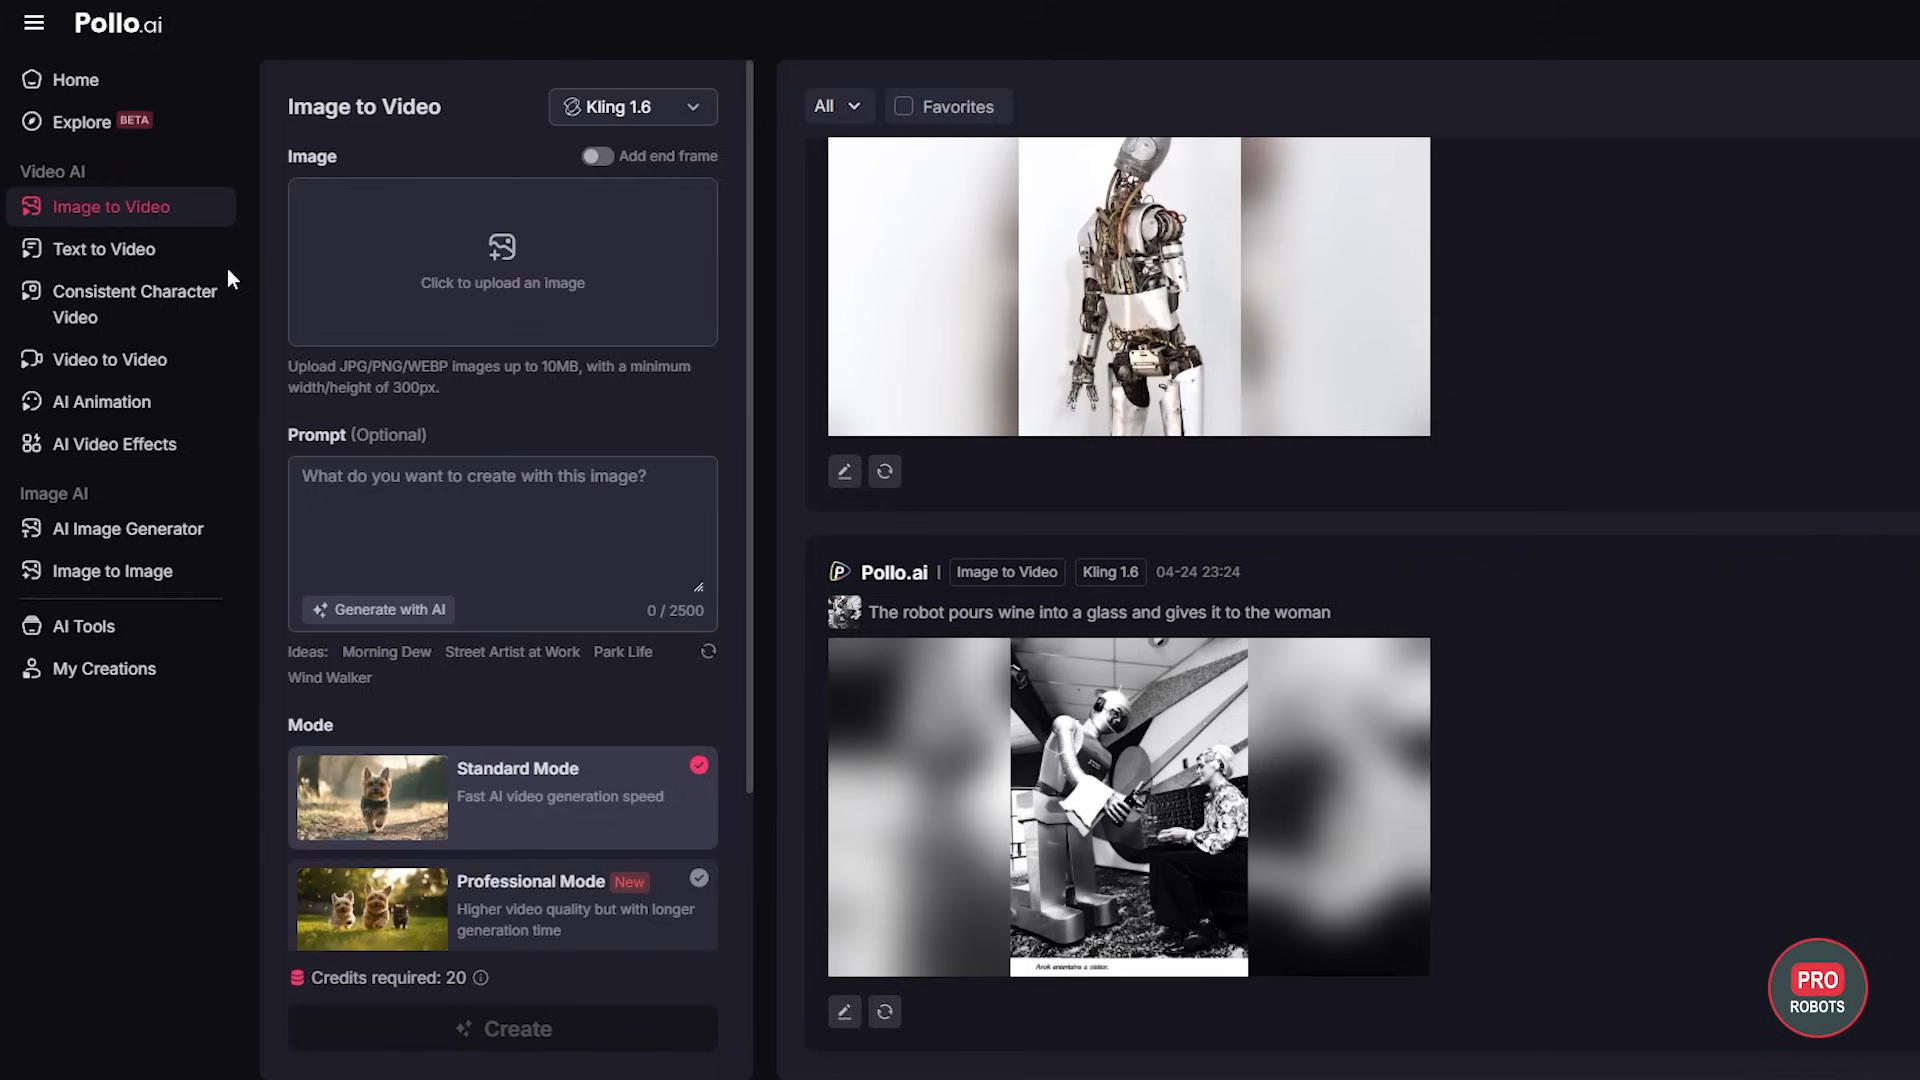 Pollo.ai
Home
Explore BETA
Video AI
Image to Video
Text to Video
Consistent Character
Video
Video to Video
AI Animation
AI Video Effects
Image AI
AI Image Generator
Image to Image
AI Tools
My Creations
Image to Video
Kling 1.6
Image
Add end frame
Click to upload an image
Upload JPG/PNG/WEBP images up to 10MB, with a minimum
width/height of 300px.
Prompt (Optional)
What do you want to create with this image?
Generate with AI
0 / 2500
Ideas: Morning Dew Street Artist at Work Park Life
Wind Walker
Mode
Standard Mode
Fast AI video generation speed
Professional Mode New
Higher video quality but with longer
generation time
Credits required: 20
Create
All
Favorites
Pollo.ai | Image to Video Kling 1.6 04-24 23:24
The robot pours wine into a glass and gives it to the woman
Arok entertains a visitor.
PRO
ROBOTS